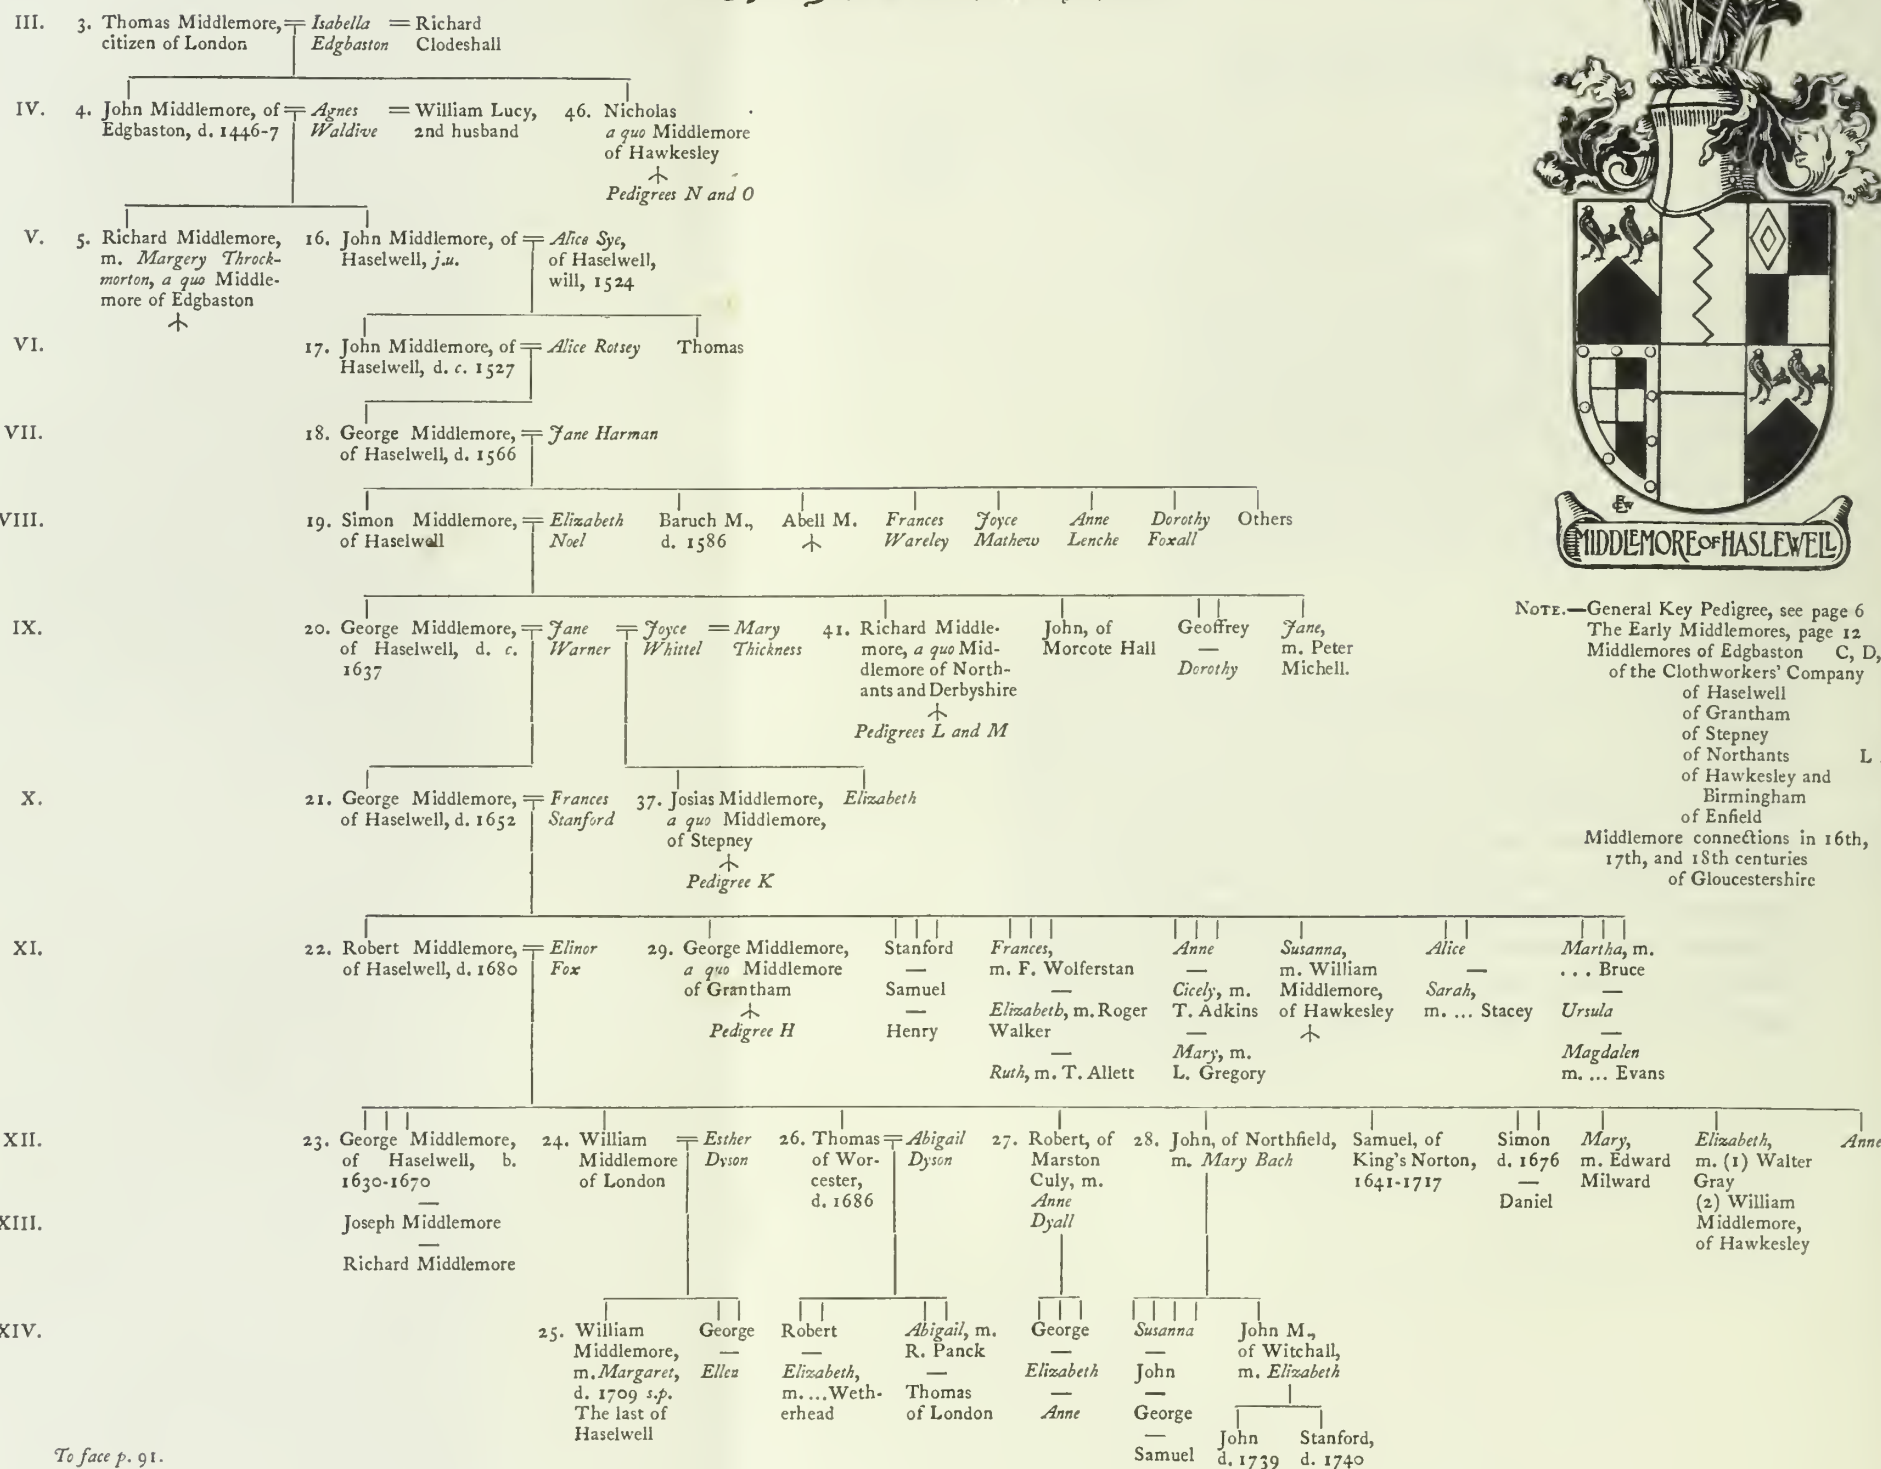 III.
3. Thomas Middlemore,
citizen of London
Isabella
Edgbaston
= Richard
Clodeshall
IV.
4. John Middlemore, of
Edgbaston, d. 1446-7
Agnes
Waldive
= William Lucy,
2nd husband
46. Nicholas
a quo Middlemore
of Hawkesley
Pedigrees N and O
V.
5. Richard Middlemore,
m. Margery Throck-
morton, a quo Middle-
more of Edgbaston
16. John Middlemore, of
Haselwell, j.u.
= Alice Sye,
of Haselwell,
will, 1524
VI.
17. John Middlemore, of
Haselwell, d. c. 1527
= Alice Rotsey
Thomas
VII.
18. George Middlemore,
of Haselwell, d. 1566
= Jane Harman
VIII.
19. Simon Middlemore,
of Haselwell
= Elizabeth
Noel
Baruch M.,
d. 1586
Abell M.
Frances
Wareley
Joyce
Mathew
Anne
Lenche
Dorothy
Foxall
Others
IX.
20. George Middlemore,
of Haselwell, d. c.
1637
= Jane
Warner
= Joyce
Whittel
= Mary
Thickness
41. Richard Middle-
more, a quo Mid-
dlemore of North-
ants and Derbyshire
Pedigrees L and M
John, of
Morcote Hall
Geoffrey
—
Dorothy
Jane,
m. Peter
Michell.
X.
21. George Middlemore,
of Haselwell, d. 1652
= Frances
Stanford
37. Josias Middlemore,
a quo Middlemore,
of Stepney
Pedigree K
Elizabeth
XI.
22. Robert Middlemore,
of Haselwell, d. 1680
= Elinor
Fox
29. George Middlemore,
a quo Middlemore
of Grantham
Pedigree H
Stanford
—
Samuel
—
Henry
Frances,
m. F. Wolferstan
—
Elizabeth, m. Roger
Walker
—
Ruth, m. T. Allett
Anne
—
Cicely, m.
T. Adkins
—
Mary, m.
L. Gregory
Susanna,
m. William
Middlemore,
of Hawkesley
Alice
—
Sarah,
m. ... Stacey
Martha, m.
... Bruce
—
Ursula
—
Magdalen
m. ... Evans
XII.
23. George Middlemore,
of Haselwell, b.
1630-1670
—
XIII.
Joseph Middlemore
—
Richard Middlemore
24. William
Middlemore
of London
= Esther
Dyson
26. Thomas
of Wor-
cester,
d. 1686
= Abigail
Dyson
27. Robert, of
Marston
Culy, m.
Anne
Dyall
28. John, of Northfield,
m. Mary Bach
Samuel, of
King's Norton,
1641-1717
Simon
d. 1676
—
Daniel
Mary,
m. Edward
Milward
Elizabeth,
m. (1) Walter
Gray
(2) William
Middlemore,
of Hawkesley
Anne
XIV.
25. William
Middlemore,
m. Margaret,
d. 1709 s.p.
The last of
Haselwell
George
—
Ellen
Robert
—
Elizabeth,
m. ... Weth-
erhead
Abigail, m.
R. Panck
—
Thomas
of London
George
—
Elizabeth
—
Anne
Susanna
—
John
—
George
—
Samuel
John M.,
of Witchall,
m. Elizabeth
John
d. 1739
Stanford,
d. 1740
MIDDLEMORE OF HASLEWELL
NOTE.—General Key Pedigree, see page 6
The Early Middlemores, page 12
Middlemores of Edgbaston C, D,
of the Clothworkers' Company
of Haselwell
of Grantham
of Stepney
of Northants L
of Hawkesley and
Birmingham
of Enfield
Middlemore connections in 16th,
17th, and 18th centuries
of Gloucestershire
To face p. 91.